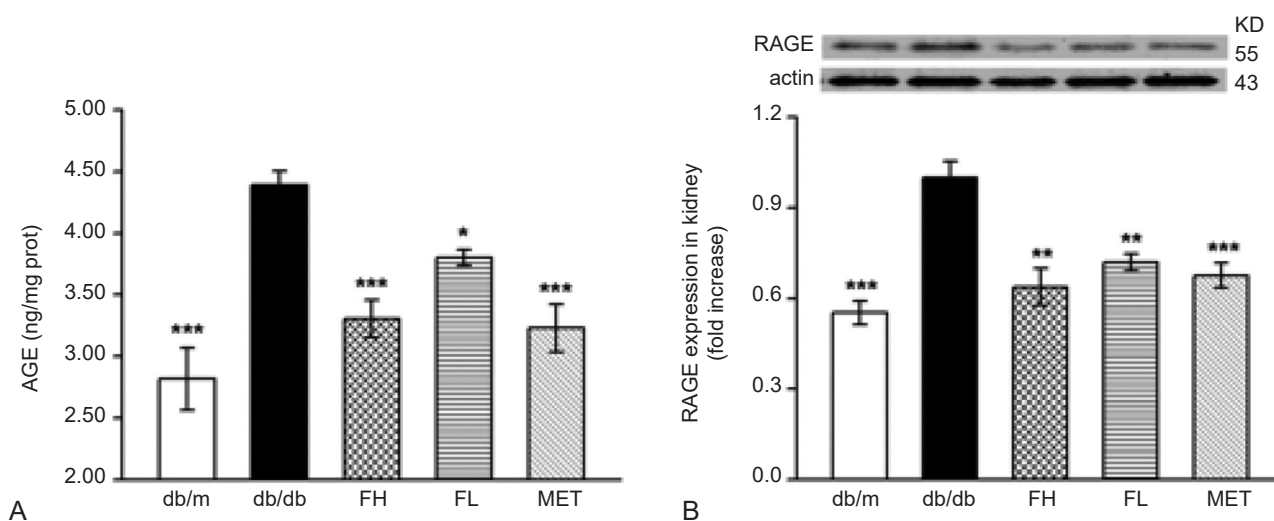 AGE (ng/mg prot)
5.00
4.50
4.00
3.50
3.00
2.50
2.00
***
***
*
***
db/m db/db FH FL MET
A
RAGE
actin
KD
55
43
RAGE expression in kidney
(fold increase)
1.2
0.9
0.6
0.3
0.0
***
**
**
***
db/m db/db FH FL MET
B